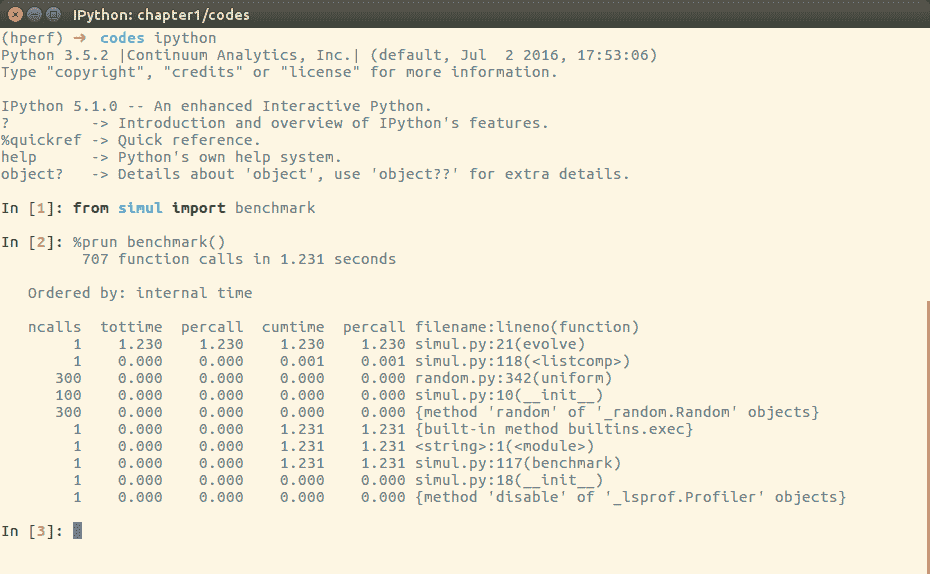 IPython: chapter1/codes
(hperf) → codes ipython
Python 3.5.2 |Continuum Analytics, Inc.| (default, Jul  2 2016, 17:53:06)
Type "copyright", "credits" or "license" for more information.
IPython 5.1.0 -- An enhanced Interactive Python.
?         -> Introduction and overview of IPython's features.
%quickref -> Quick reference.
help      -> Python's own help system.
object?   -> Details about 'object', use 'object??' for extra details.
In [1]: from simul import benchmark
In [2]: %prun benchmark()
         707 function calls in 1.231 seconds
   Ordered by: internal time
   ncalls  tottime  percall  cumtime  percall filename:lineno(function)
        1    1.230    1.230    1.230    1.230 simul.py:21(evolve)
        1    0.000    0.000    0.001    0.001 simul.py:118(<listcomp>)
      300    0.000    0.000    0.000    0.000 random.py:342(uniform)
      100    0.000    0.000    0.000    0.000 simul.py:10(__init__)
      300    0.000    0.000    0.000    0.000 {method 'random' of '_random.Random' objects}
        1    0.000    0.000    1.231    1.231 {built-in method builtins.exec}
        1    0.000    0.000    1.231    1.231 <string>:1(<module>)
        1    0.000    0.000    1.231    1.231 simul.py:117(benchmark)
        1    0.000    0.000    0.000    0.000 simul.py:18(__init__)
        1    0.000    0.000    0.000    0.000 {method 'disable' of '_lsprof.Profiler' objects}
In [3]: